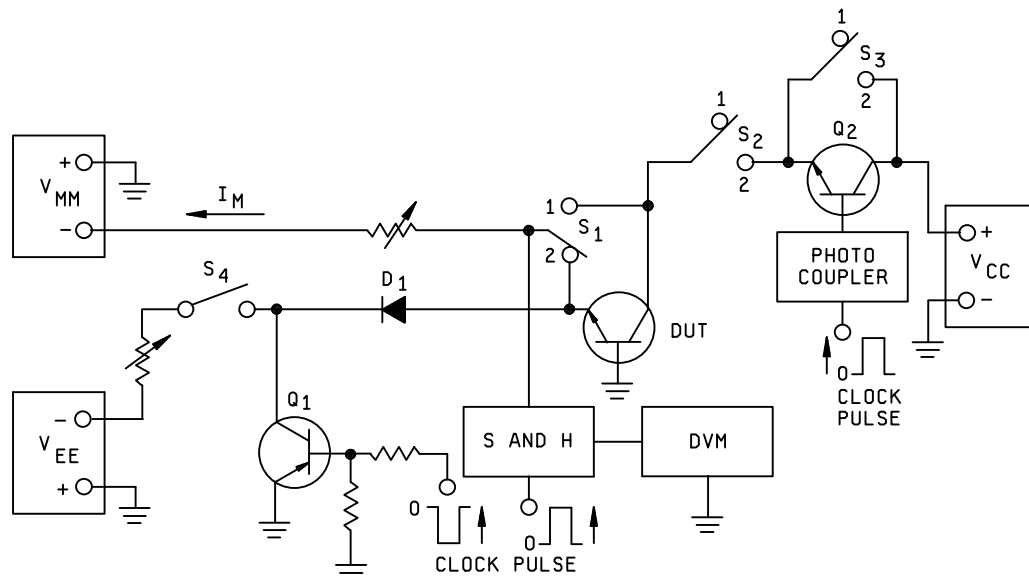 1
S3
2
1
S2
2
Q2
+
VMM
−
IM
1
S1
2
PHOTO
COUPLER
+
VCC
−
S4
D1
DUT
0
CLOCK
PULSE
−
VEE
+
Q1
S AND H
DVM
0
0
CLOCK PULSE